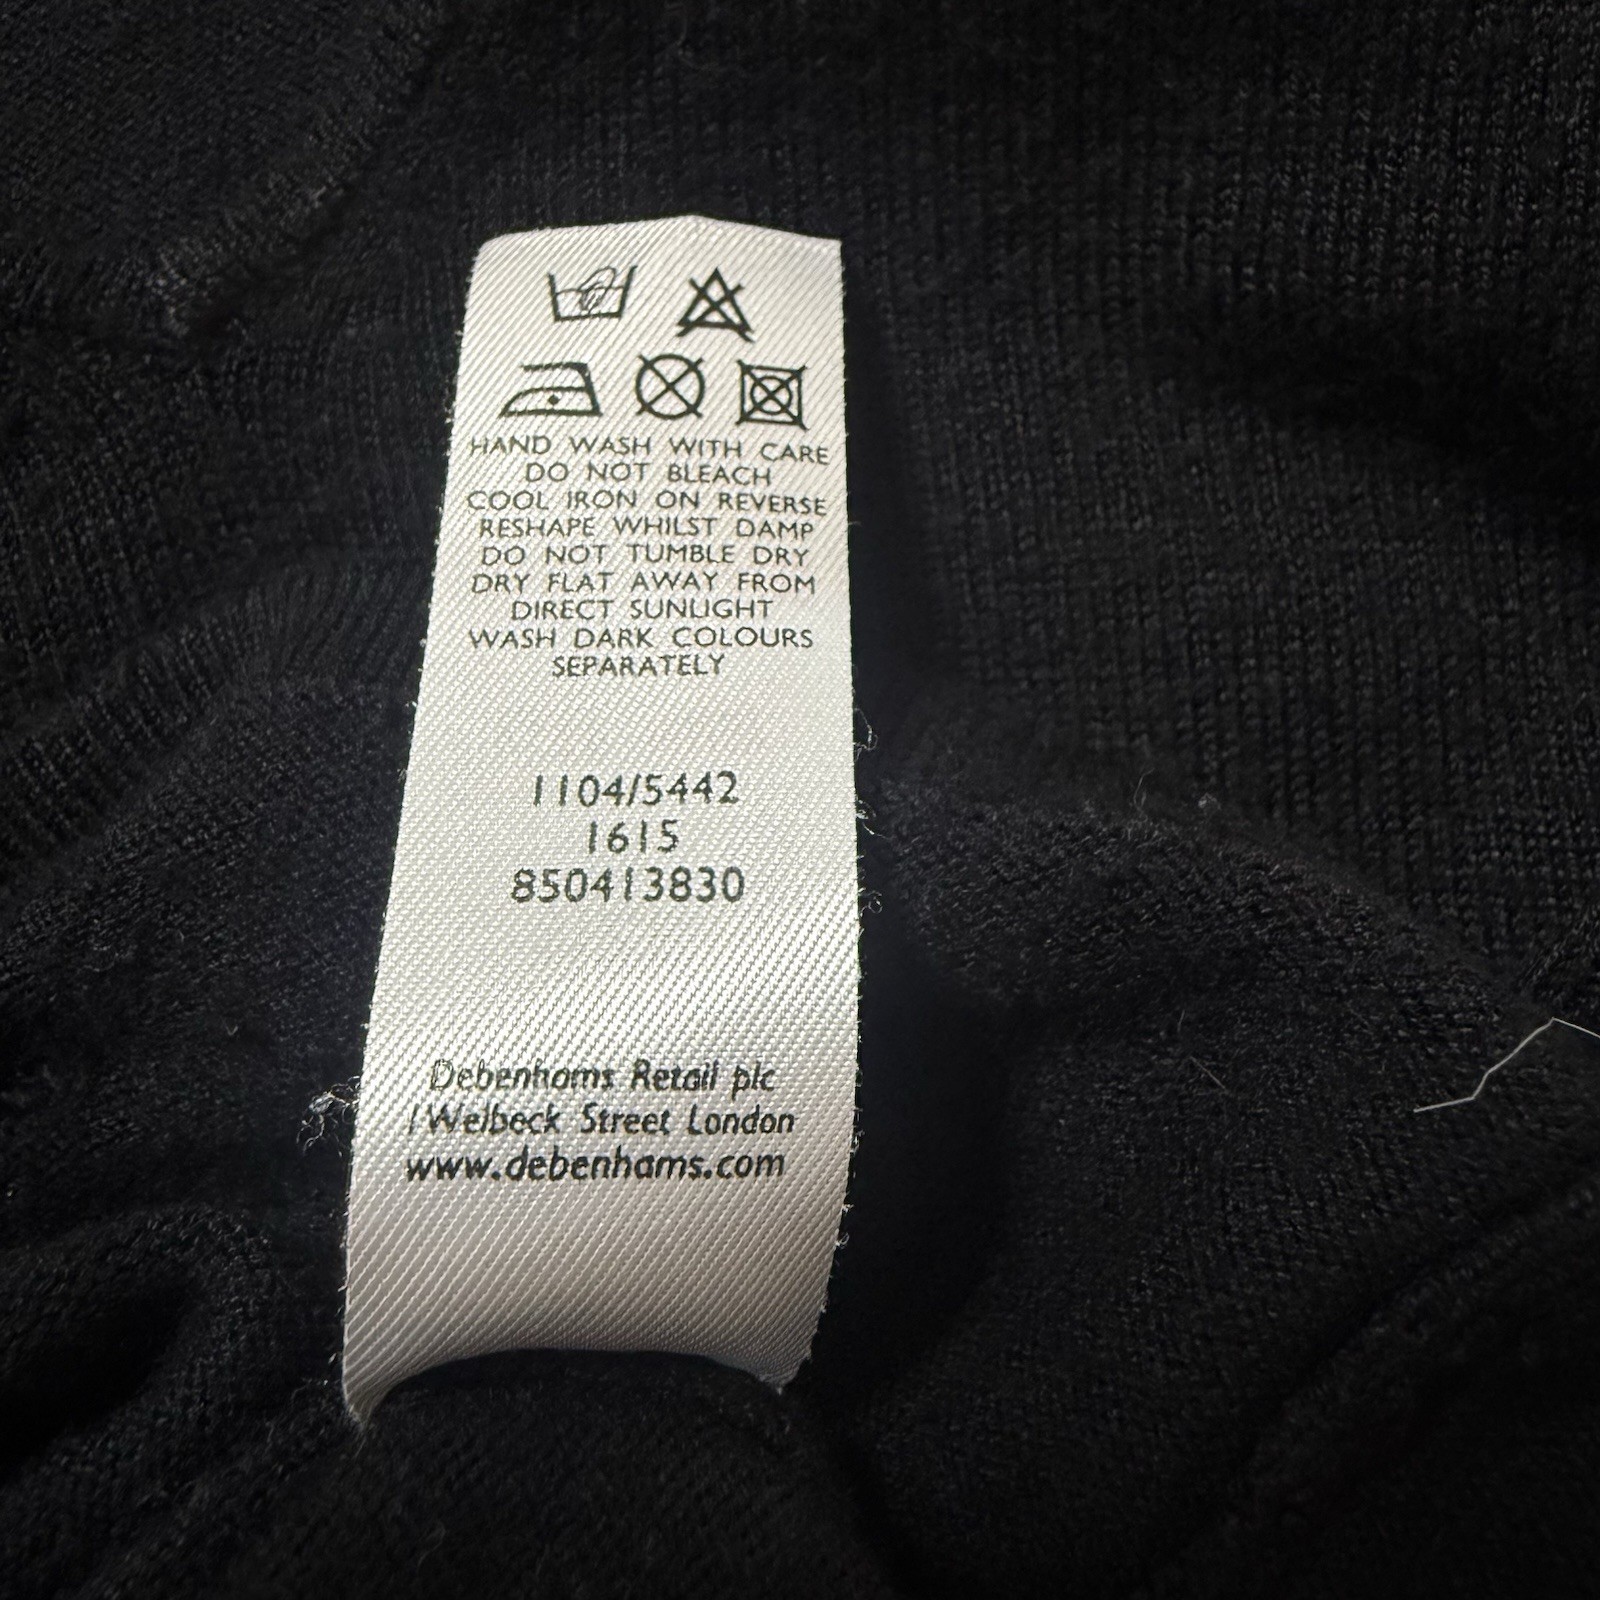 HAND WASH WITH CARE
DO NOT BLEACH
COOL IRON ON REVERSE
RESHAPE WHILST DAMP
DO NOT TUMBLE DRY
DRY FLAT AWAY FROM
DIRECT SUNLIGHT
WASH DARK COLOURS
SEPARATELY
1104/5442
1615
850413830
Debenhams Retail plc
1 Welbeck Street London
www.debenhams.com